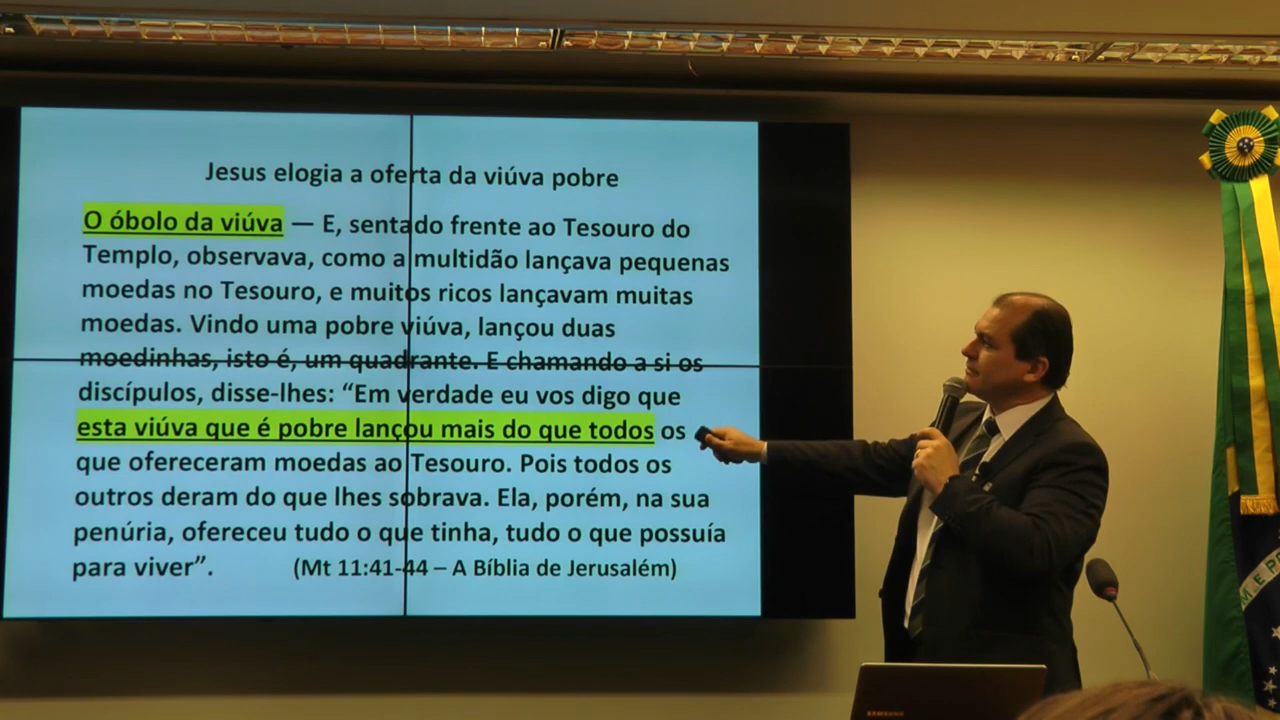 Jesus elogia a oferta da viúva pobre
O óbolo da viúva — E, sentado frente ao Tesouro do
Templo, observava, como a multidão lançava pequenas
moedas no Tesouro, e muitos ricos lançavam muitas
moedas. Vindo uma pobre viúva, lançou duas
moedinhas, isto é, um quadrante. E chamando a si os
discípulos, disse-lhes: “Em verdade eu vos digo que
esta viúva que é pobre lançou mais do que todos os
que ofereceram moedas ao Tesouro. Pois todos os
outros deram do que lhes sobrava. Ela, porém, na sua
penúria, ofereceu tudo o que tinha, tudo o que possuía
para viver”. (Mt 11:41-44 – A Bíblia de Jerusalém)
SAMSUNG
M E P